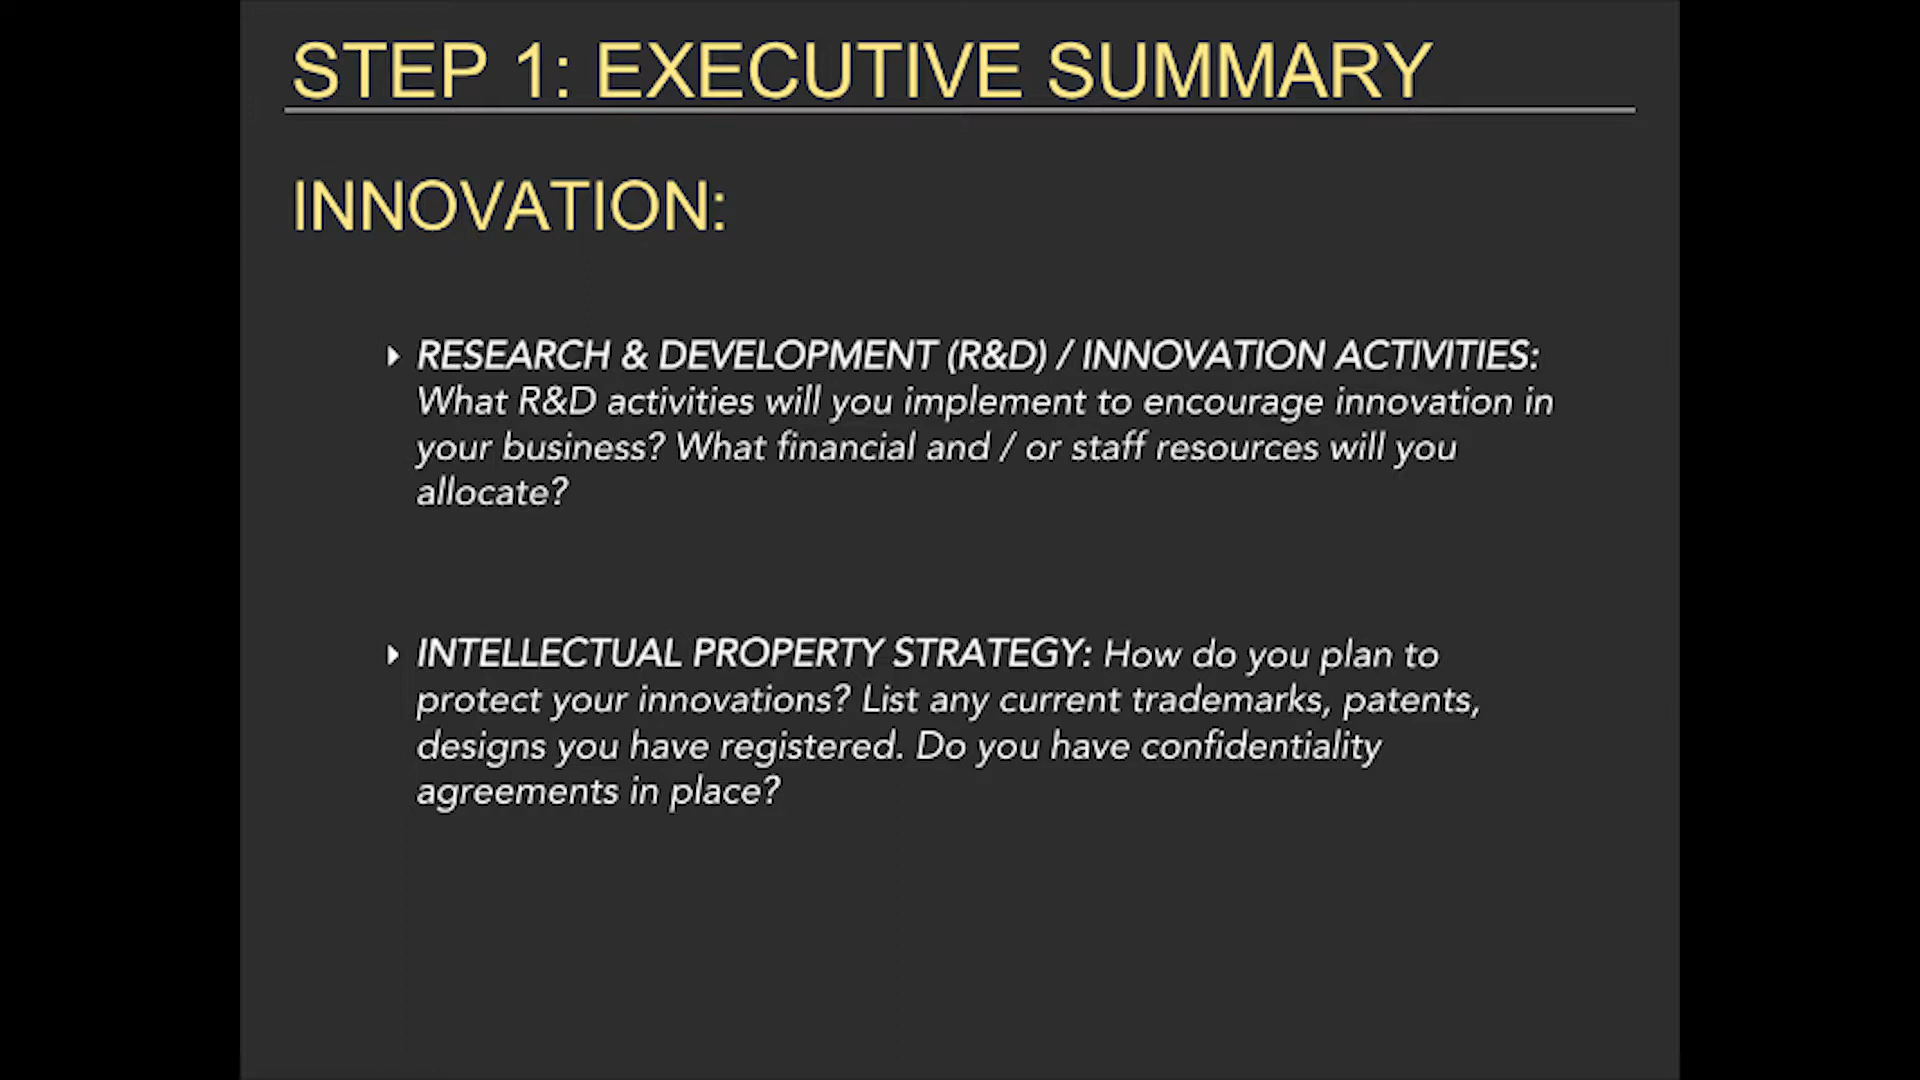 STEP 1: EXECUTIVE SUMMARY
INNOVATION:
RESEARCH & DEVELOPMENT (R&D) / INNOVATION ACTIVITIES:
What R&D activities will you implement to encourage innovation in
your business? What financial and / or staff resources will you
allocate?
INTELLECTUAL PROPERTY STRATEGY: How do you plan to
protect your innovations? List any current trademarks, patents,
designs you have registered. Do you have confidentiality
agreements in place?